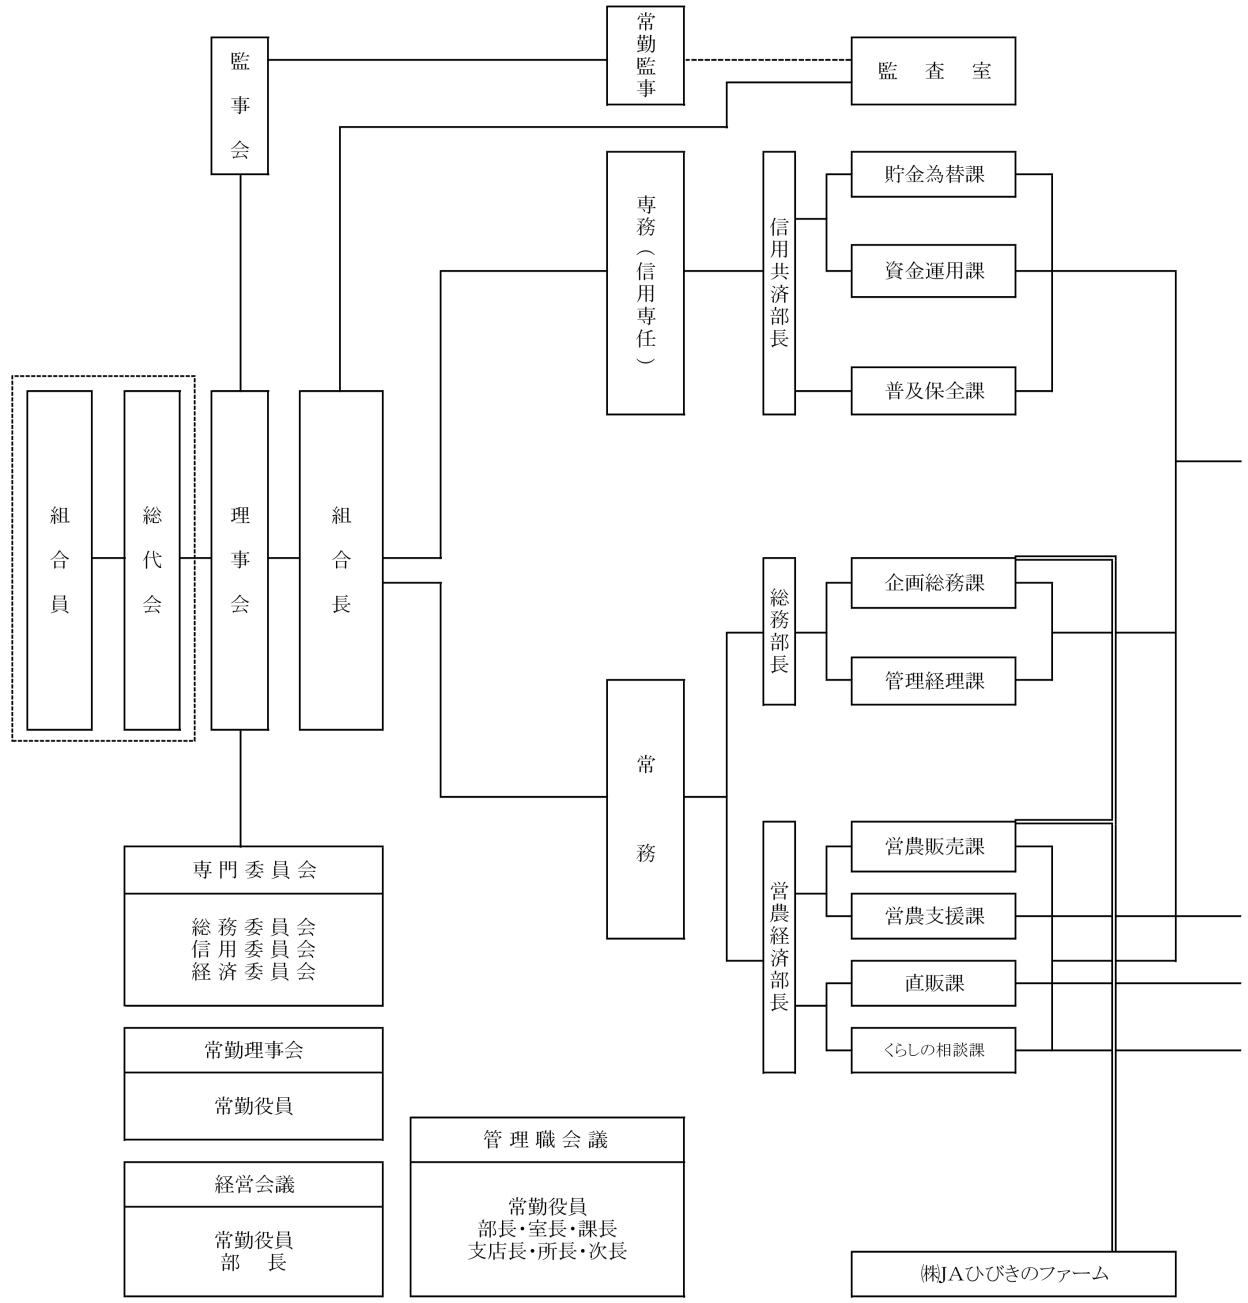 常勤監事
監事会
監査室
専務（信用専任）
信用共済部長
貯金為替課
資金運用課
普及保全課
組合員
総代会
理事会
組合長
総務部長
企画総務課
管理経理課
常務
営農経済部長
営農販売課
営農支援課
直販課
くらしの相談課
専門委員会
総務委員会
信用委員会
経済委員会
常勤理事会
常勤役員
経営会議
常勤役員
部　長
管理職会議
常勤役員
部長・室長・課長
支店長・所長・次長
㈱JAひびきのファーム